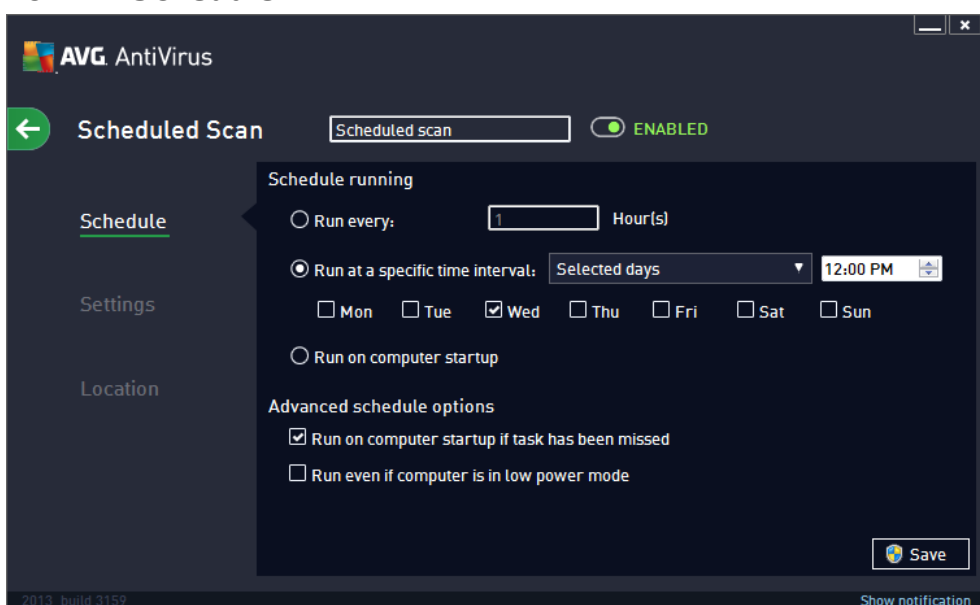 AVG. AntiVirus
Scheduled Scan
Scheduled scan
ENABLED
Schedule running
Schedule
Run every:
1
Hour(s)
Run at a specific time interval:
Selected days
12:00 PM
Settings
Mon
Tue
Wed
Thu
Fri
Sat
Sun
Run on computer startup
Location
Advanced schedule options
Run on computer startup if task has been missed
Run even if computer is in low power mode
Save
2013 build 3159
Show notification